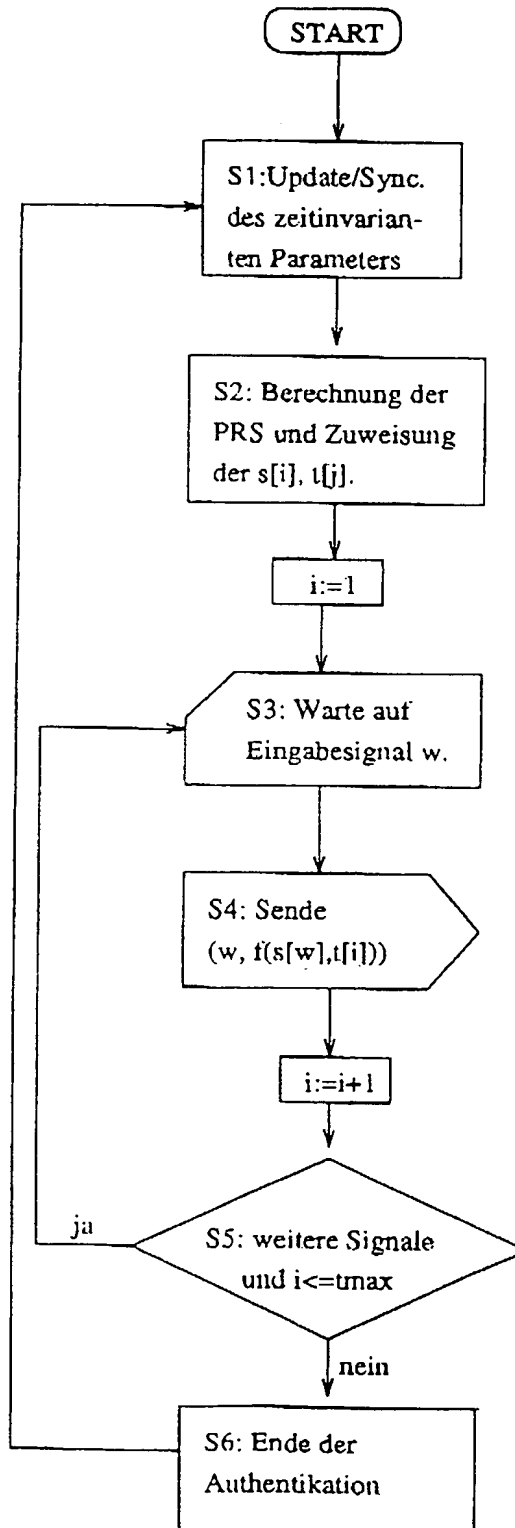 START
S1:Update/Sync.
des zeitinvarian-
ten Parameters
S2: Berechnung der
PRS und Zuweisung
der s[i], t[j].
i:=1
S3: Warte auf
Eingabesignal w.
S4: Sende
(w, f(s[w],t[i]))
i:=i+1
ja
S5: weitere Signale
und i<=tmax
nein
S6: Ende der
Authentikation